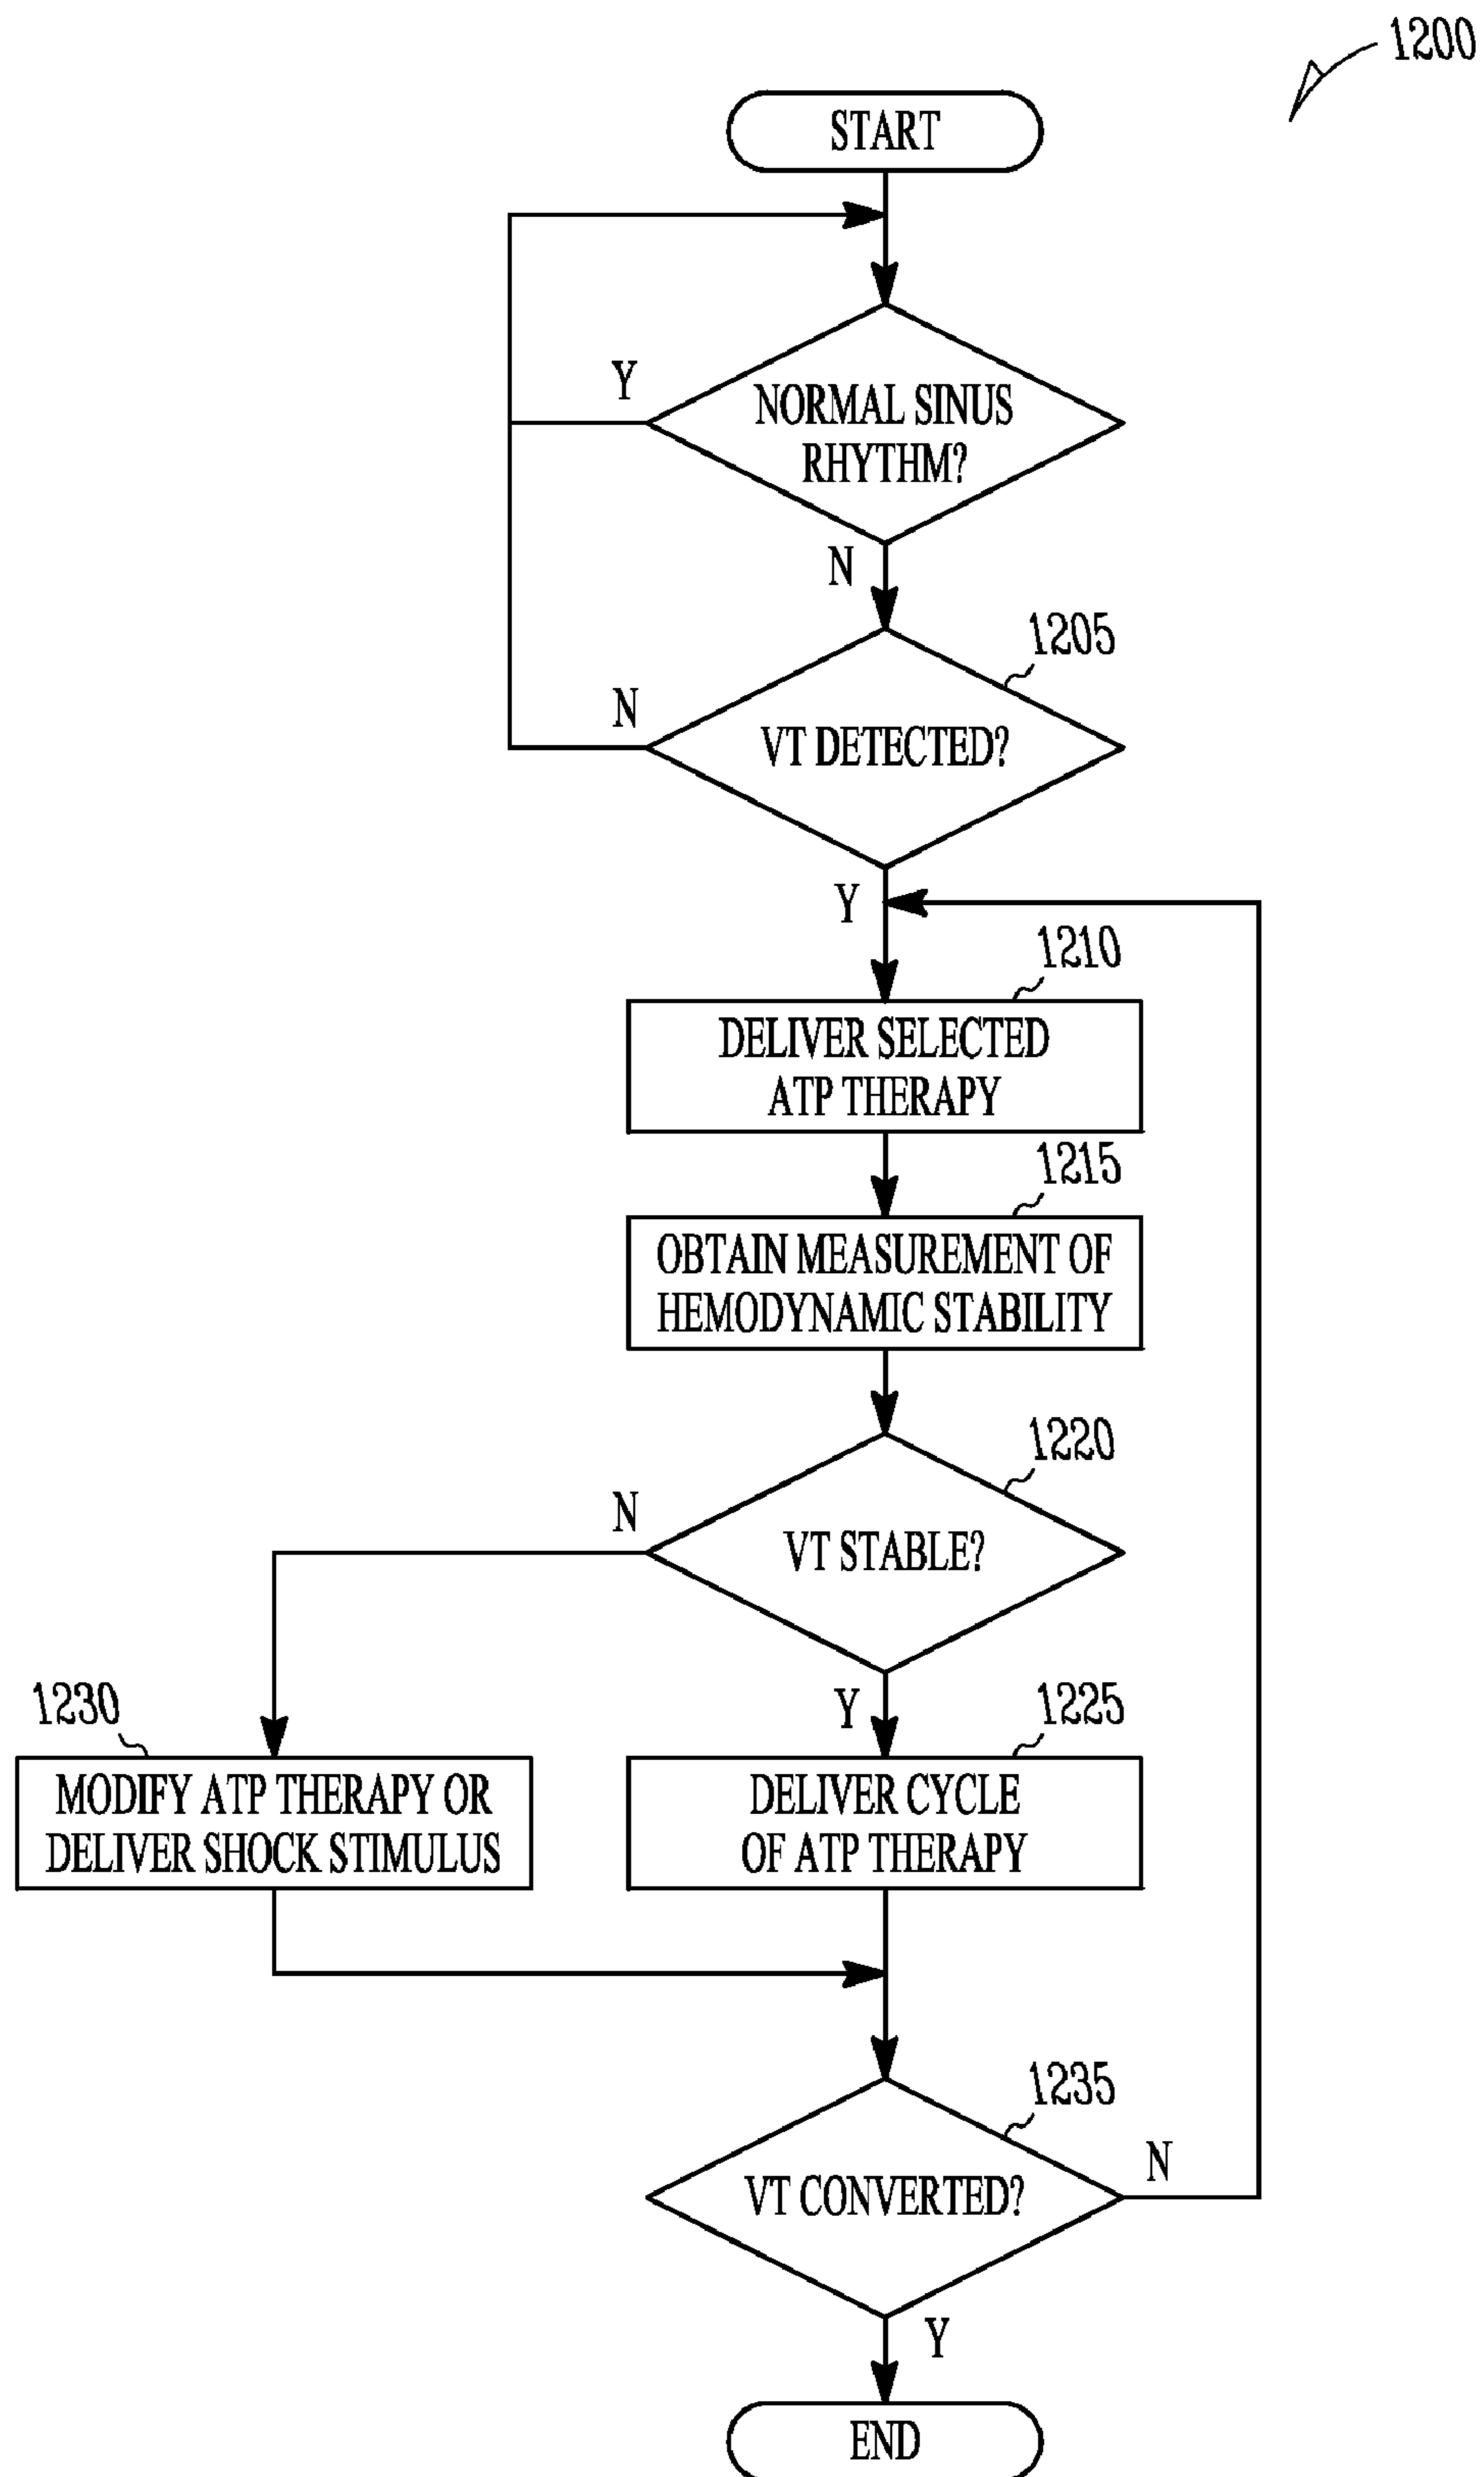 1200
START
Y
NORMAL SINUS
RHYTHM?
N
1205
N
VT DETECTED?
Y
1210
DELIVER SELECTED
ATP THERAPY
1215
OBTAIN MEASUREMENT OF
HEMODYNAMIC STABILITY
1220
N
VT STABLE?
Y
1230
1225
MODIFY ATP THERAPY OR
DELIVER SHOCK STIMULUS
DELIVER CYCLE
OF ATP THERAPY
1235
VT CONVERTED?
N
Y
END